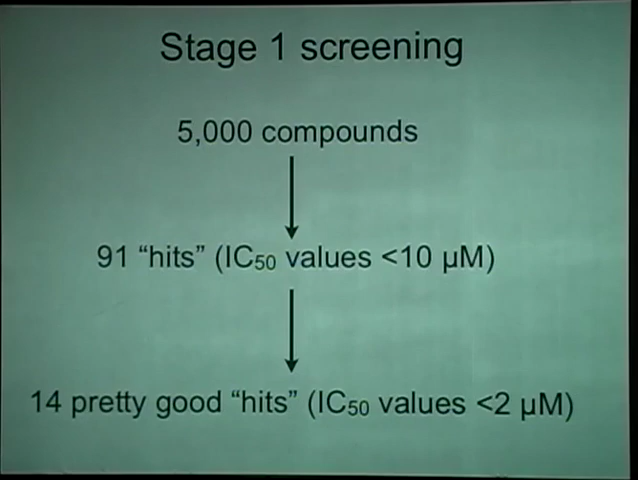 Stage 1 screening
5,000 compounds
91 “hits” (IC50 values <10 µM)
14 pretty good “hits” (IC50 values <2 µM)